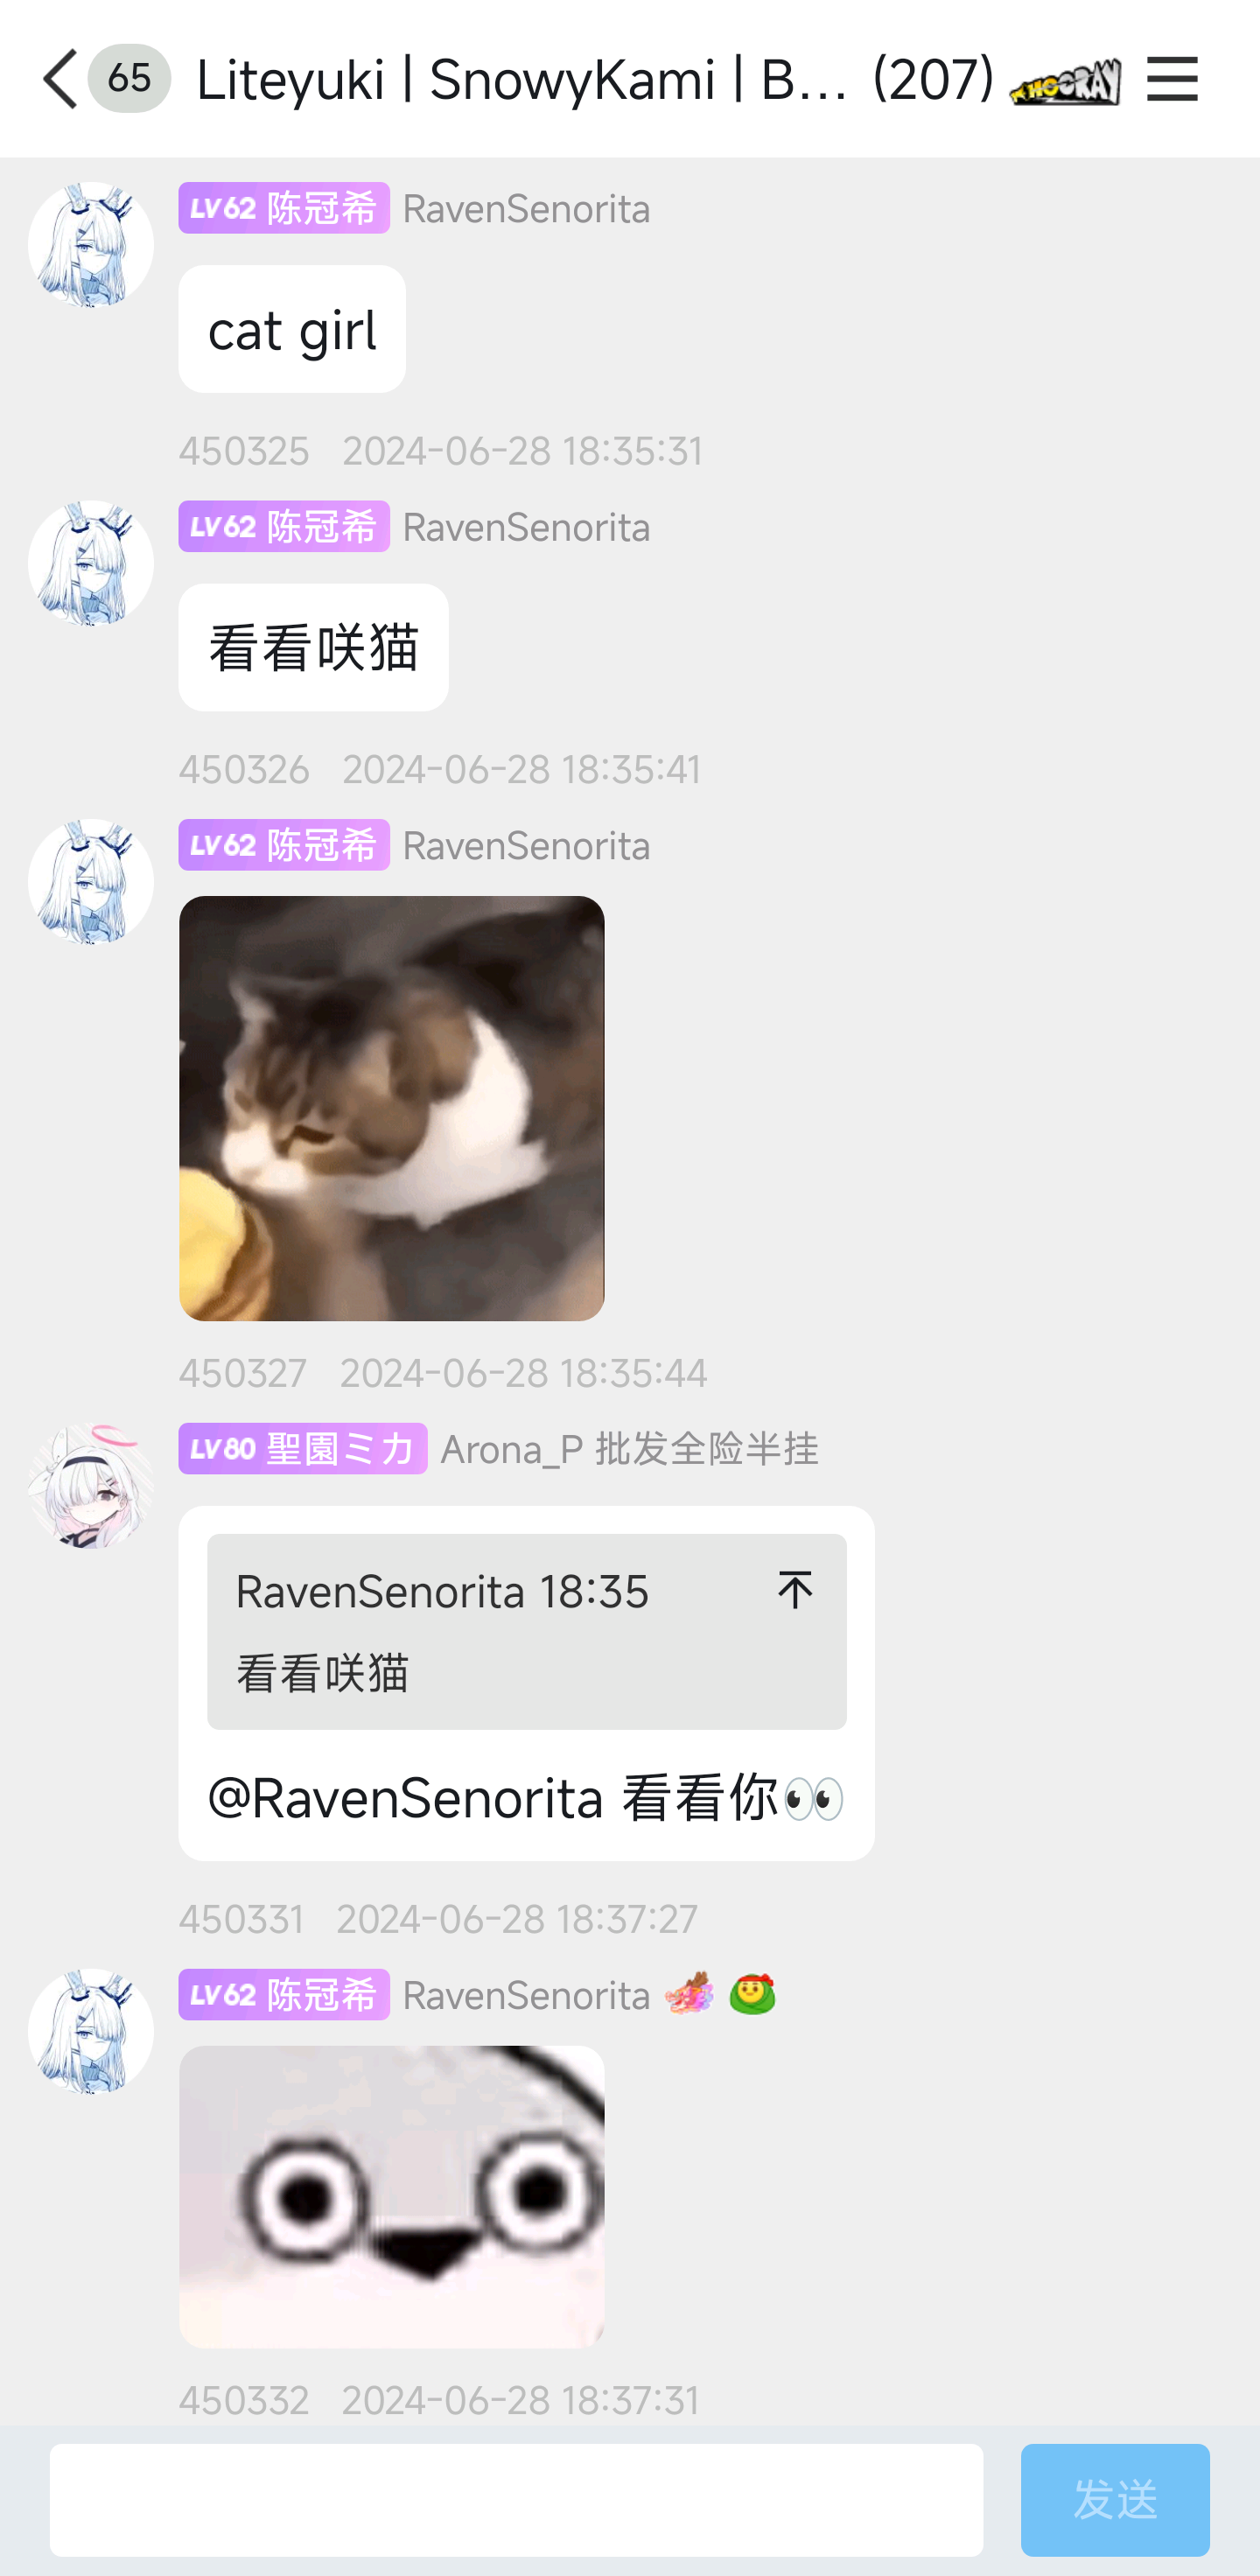 65 Liteyuki | SnowyKami | B... (207) HOORAY
LV62 陈冠希 RavenSenorita
cat girl
450325 2024-06-28 18:35:31
LV62 陈冠希 RavenSenorita
看看咲猫
450326 2024-06-28 18:35:41
LV62 陈冠希 RavenSenorita
450327 2024-06-28 18:35:44
LV80 聖園ミカ Arona_P 批发全险半挂
RavenSenorita 18:35
看看咲猫
@RavenSenorita 看看你👀
450331 2024-06-28 18:37:27
LV62 陈冠希 RavenSenorita
450332 2024-06-28 18:37:31
发送